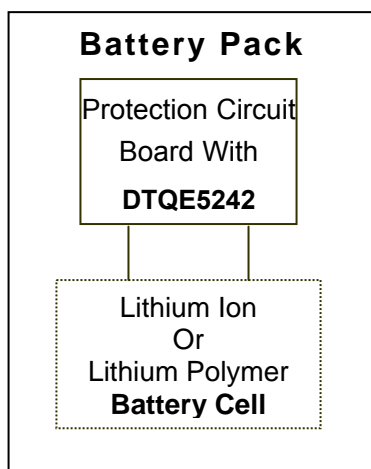 Battery Pack
Protection Circuit
Board With
DTQE5242
Lithium Ion
Or
Lithium Polymer
Battery Cell